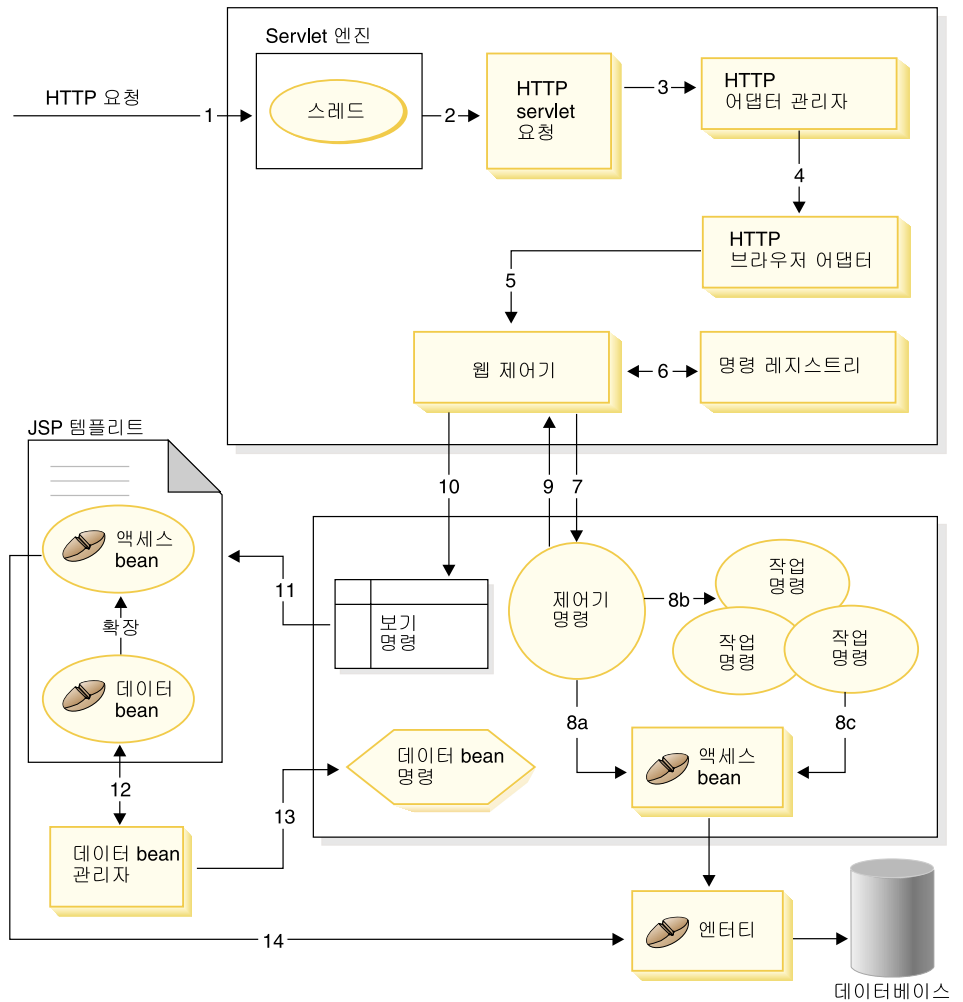 Servlet 엔진
HTTP 요청
1
스레드
2
HTTP
servlet
요청
3
HTTP
어댑터 관리자
4
HTTP
브라우저 어댑터
5
웹 제어기
6
명령 레지스트리
JSP 템플리트
10
9
7
액세스
bean
확장
데이터
bean
11
보기
명령
제어기
명령
8b
작업
명령
작업
명령
작업
명령
8a
8c
데이터 bean
명령
액세스
bean
12
13
데이터 bean
관리자
14
엔터티
데이터베이스